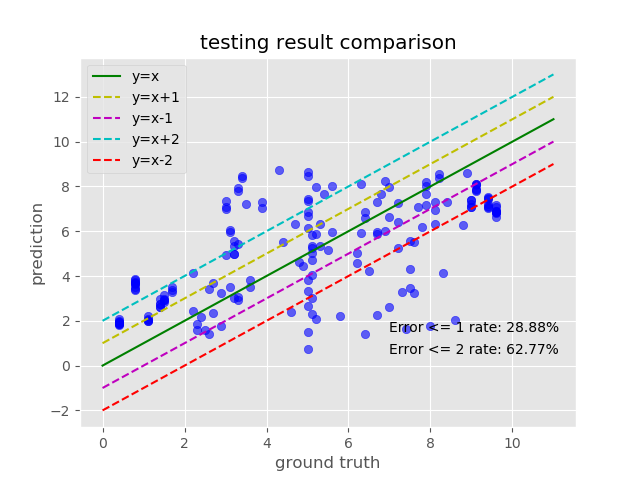 testing result comparison
y=x
y=x+1
y=x-1
y=x+2
y=x-2
12
10
8
6
4
2
0
−2
prediction
Error <= 1 rate: 28.88%
Error <= 2 rate: 62.77%
0
2
4
6
8
10
ground truth